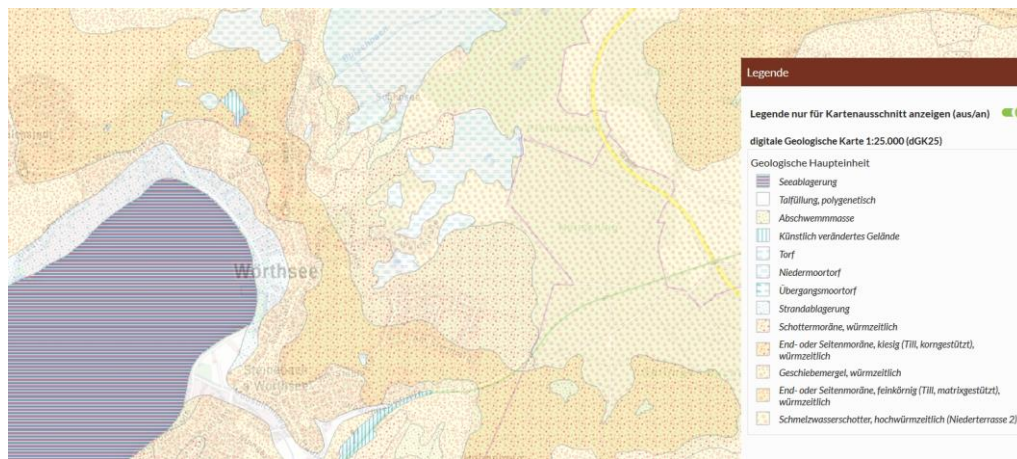 Legende
Legende nur für Kartenausschnitt anzeigen (aus/an)
digitale Geologische Karte 1:25.000 (dGK25)
Geologische Haupteinheit
Seeablagerung
Talfüllung, polygenetisch
Abschwemmmasse
Künstlich verändertes Gelände
Torf
Niedermoortorf
Übergangsmoortorf
Strandablagerung
Schottermoräne, würmzeitlich
End- oder Seitenmoräne, kiesig (Till, korngestützt),
würmzeitlich
Geschiebemergel, würmzeitlich
End- oder Seitenmoräne, feinkörnig (Till, matrixgestützt),
würmzeitlich
Schmelzwasserschotter, hochwürmzeitlich (Niederterrasse 2)
Wörthsee
Steinebach
a Wörthsee